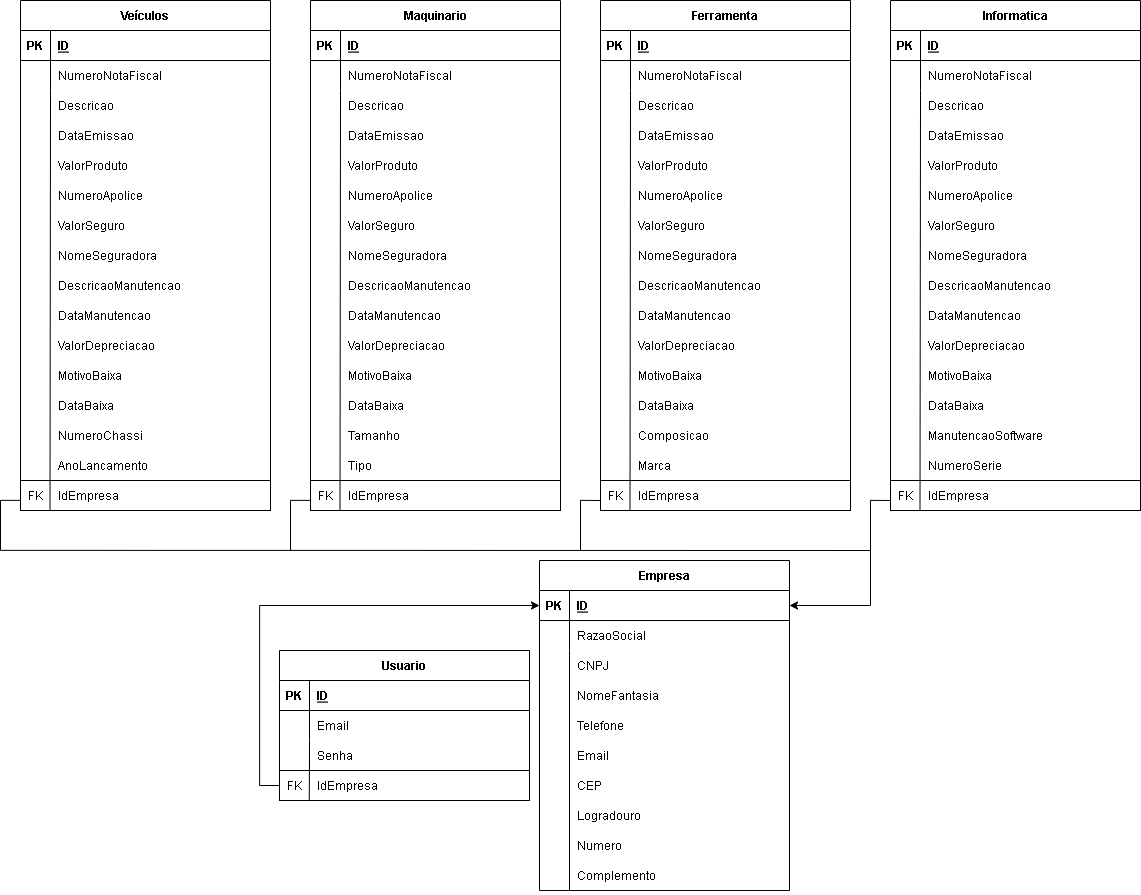 Veículos
PK ID
NumeroNotaFiscal
Descricao
DataEmissao
ValorProduto
NumeroApolice
ValorSeguro
NomeSeguradora
DescricaoManutencao
DataManutencao
ValorDepreciacao
MotivoBaixa
DataBaixa
NumeroChassi
AnoLancamento
FK IdEmpresa
Maquinario
PK ID
NumeroNotaFiscal
Descricao
DataEmissao
ValorProduto
NumeroApolice
ValorSeguro
NomeSeguradora
DescricaoManutencao
DataManutencao
ValorDepreciacao
MotivoBaixa
DataBaixa
Tamanho
Tipo
FK IdEmpresa
Ferramenta
PK ID
NumeroNotaFiscal
Descricao
DataEmissao
ValorProduto
NumeroApolice
ValorSeguro
NomeSeguradora
DescricaoManutencao
DataManutencao
ValorDepreciacao
MotivoBaixa
DataBaixa
Composicao
Marca
FK IdEmpresa
Informatica
PK ID
NumeroNotaFiscal
Descricao
DataEmissao
ValorProduto
NumeroApolice
ValorSeguro
NomeSeguradora
DescricaoManutencao
DataManutencao
ValorDepreciacao
MotivoBaixa
DataBaixa
ManutencaoSoftware
NumeroSerie
FK IdEmpresa
Usuario
PK ID
Email
Senha
FK IdEmpresa
Empresa
PK ID
RazaoSocial
CNPJ
NomeFantasia
Telefone
Email
CEP
Logradouro
Numero
Complemento